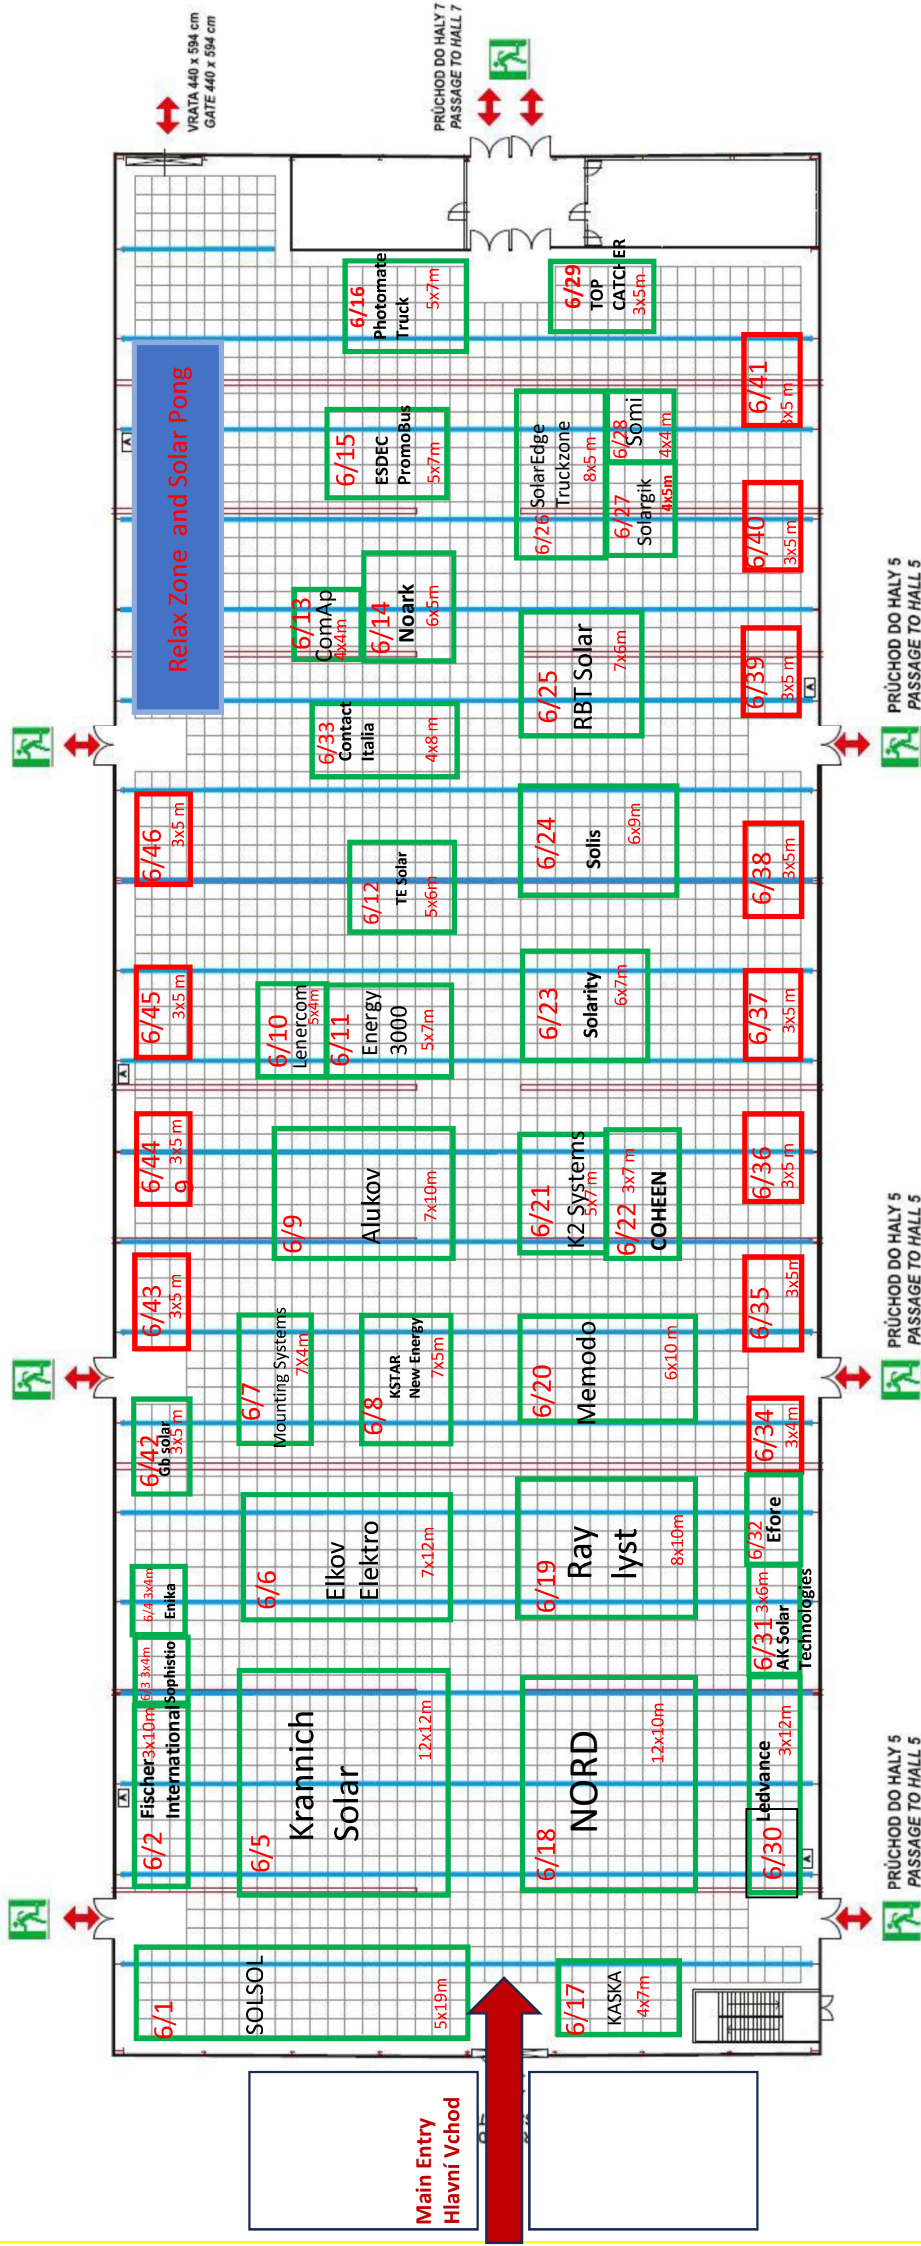 VRATA 440 x 594 cm
GATE 440 x 594 cm
PRŮCHOD DO HALY 7
PASSAGE TO HALL 7
Main Entry
Hlavní Vchod
6/1
SOLSOL
5x19m
6/2
Fischer
International
3x10m
6/3 3x4m
Sophistio
6/4 3x4m
Enika
6/42
Gb solar
3x5 m
6/43
3x5 m
6/44
3x5 m
9
6/45
3x5 m
6/46
3x5 m
Relax Zone and Solar Pong
6/5
Krannich
Solar
12x12m
6/6
Elkov
Elektro
7x12m
6/7
Mounting Systems
7X4m
6/8
KSTAR
New Energy
7x5m
6/9
Alukov
7x10m
6/10
Lenercom
5x4m
6/11
Energy
3000
5x7m
6/12
TE Solar
5x6m
6/33
Contact
Italia
4x8 m
6/13
ComAp
4x4m
6/14
Noark
6x5m
6/15
ESDEC
PromoBus
5x7m
6/16
Photomate
Truck
5x7m
6/17
KASKA
4x7m
6/18
NORD
12x10m
6/19
Ray
lyst
8x10m
6/20
Memodo
6x10 m
6/21
K2 Systems
5x7 m
6/22 3x7 m
COHEEN
6/23
Solarity
6x7m
6/24
Solis
6x9m
6/25
RBT Solar
7x6m
6/26 SolarEdge
Truckzone
8x5 m
6/27
Solargik
4x5m
6/28
Somi
4x4 m
6/29
TOP
CATCHER
3x5m
6/30
Ledvance
3x12m
6/31 3x6m
AK Solar
Technologies
6/32
Efore
6/34
3x4m
6/35
3x5m
6/36
3x5 m
6/37
3x5 m
6/38
3x5m
6/39
3x5 m
6/40
3x5 m
6/41
3x5 m
A
A
A
A
A
PRŮCHOD DO HALY 5
PASSAGE TO HALL 5
PRŮCHOD DO HALY 5
PASSAGE TO HALL 5
PRŮCHOD DO HALY 5
PASSAGE TO HALL 5